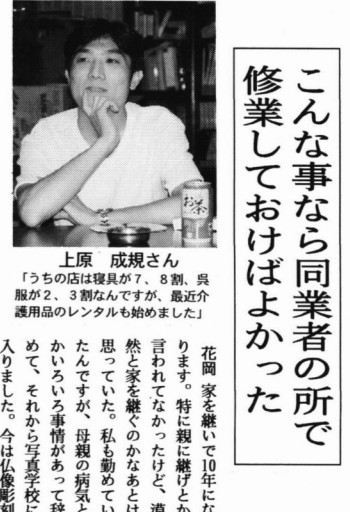 こんな事なら同業者の所で
修業しておけばよかった
お茶
上原 成規さん
「うちの店は寝具が７、８割、呉
服が２、３割なんですが、最近介
護用品のレンタルも始めました」
花岡 家を継いで10年にな
ります。特に親に継げとか
言われてなかったけど、漠
然と家を継ぐのかなあとは
思っていた。私も勤めてい
たんですが、母親の病気と
かいろいろ事情があって辞
めて、それから写真学校に
入りました。今は仏像彫刻